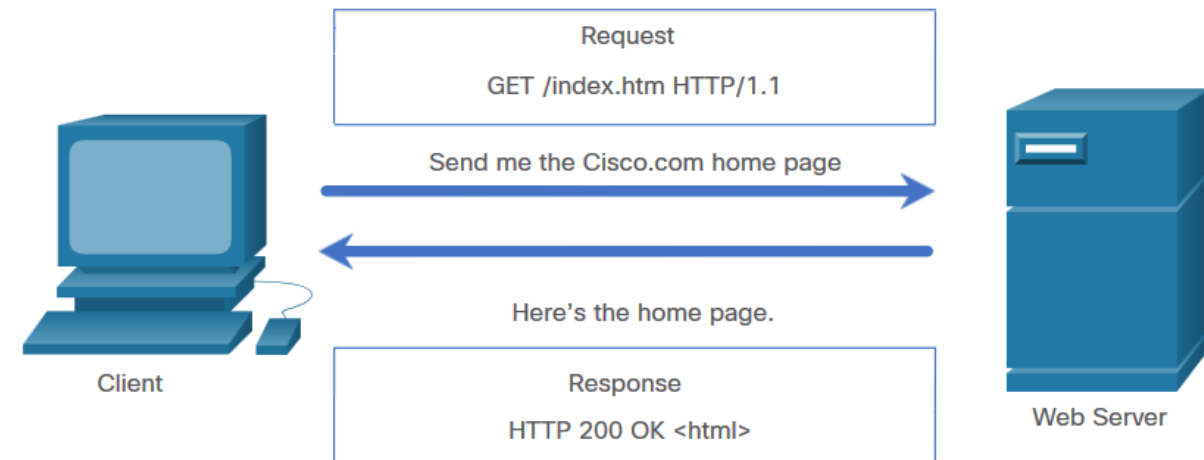 Request
GET /index.htm HTTP/1.1
Send me the Cisco.com home page
Here's the home page.
Client
Response
HTTP 200 OK <html>
Web Server